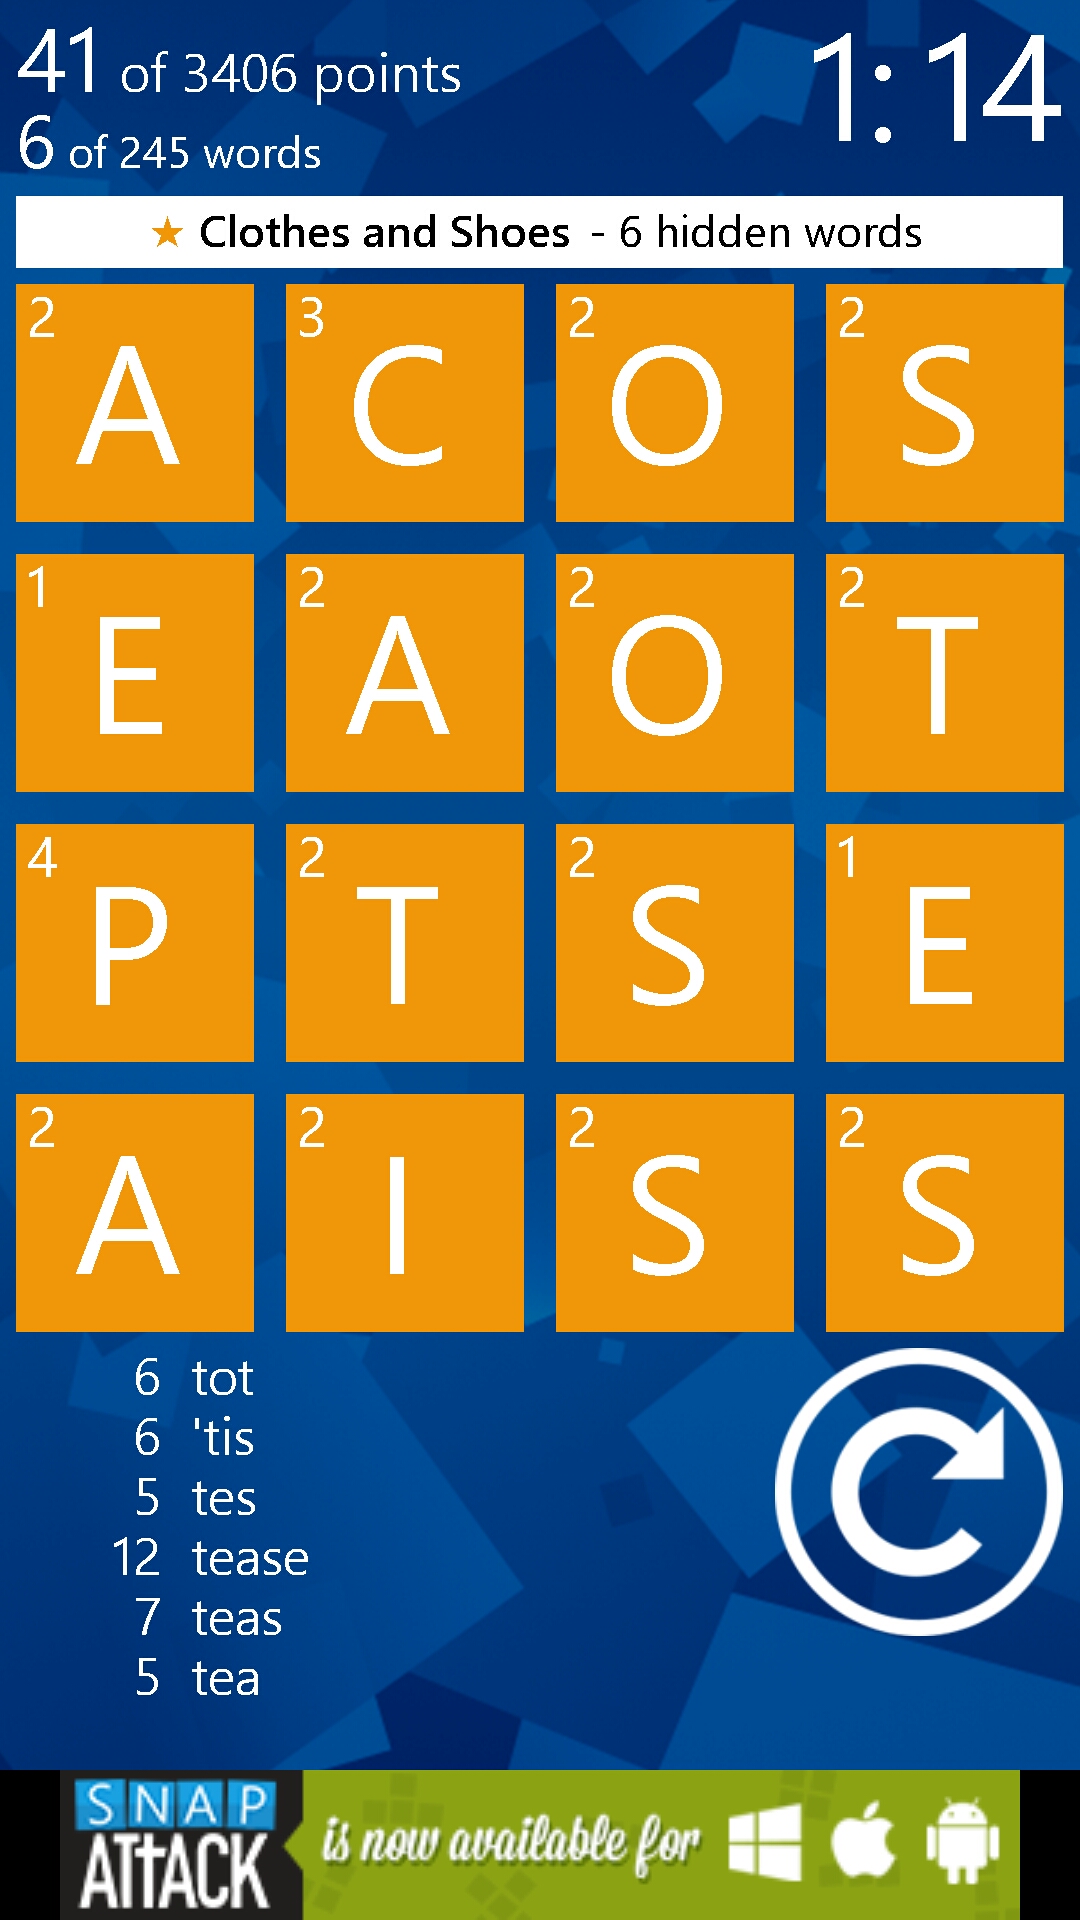 41 of 3406 points
1:14
6 of 245 words
★ Clothes and Shoes - 6 hidden words
2 A 3 C 2 O 2 S
1 E 2 A 2 O 2 T
4 P 2 T 2 S 1 E
2 A 2 I 2 S 2 S
6 tot
6 'tis
5 tes
12 tease
7 teas
5 tea
SNAP ATTACK is now available for